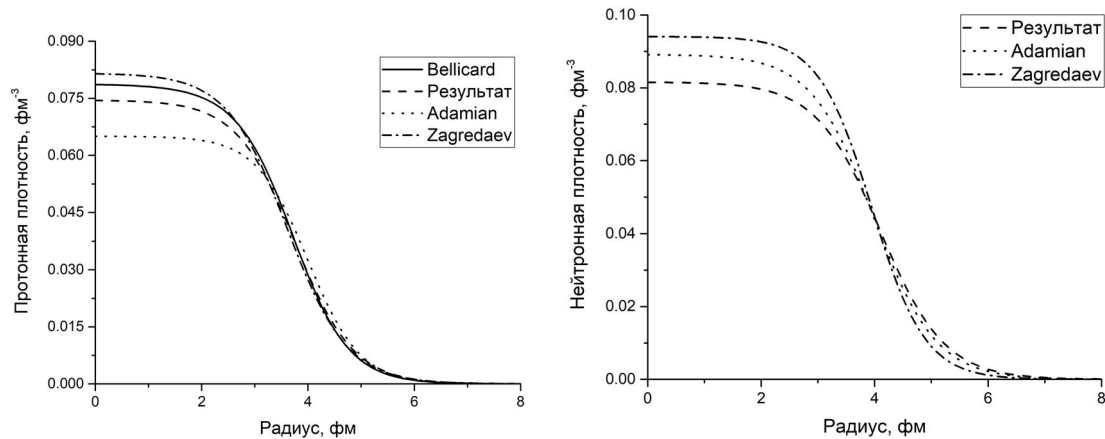 Протонная плотность, фм-3
0.090
0.075
0.060
0.045
0.030
0.015
0.000
0
2
4
6
8
Радиус, фм
Bellicard
Результат
Adamian
Zagredaev
Нейтронная плотность, фм-3
0.10
0.08
0.06
0.04
0.02
0.00
0
2
4
6
8
Радиус, фм
Результат
Adamian
Zagredaev